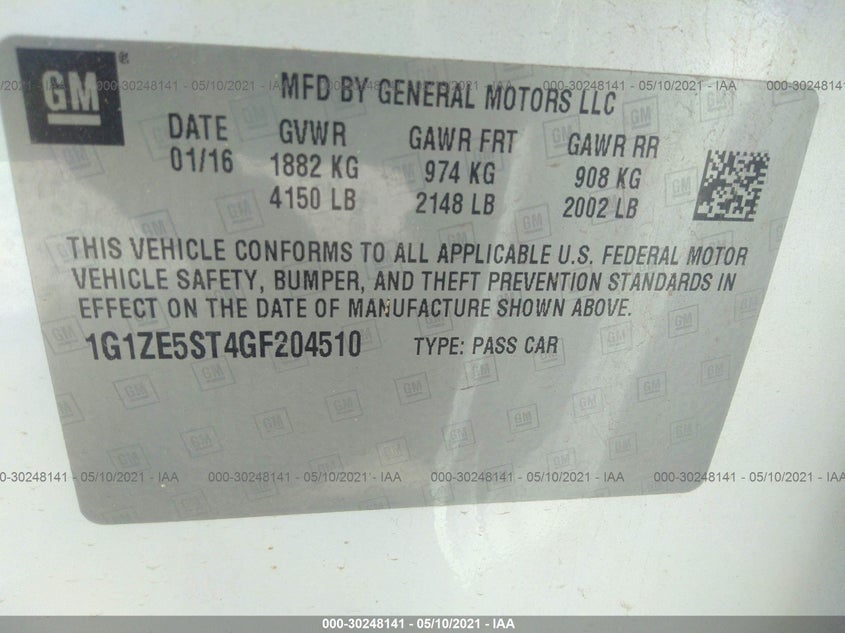 GM ®
MFD BY GENERAL MOTORS LLC
DATE GVWR GAWR FRT GAWR RR
01/16 1882 KG 974 KG 908 KG
4150 LB 2148 LB 2002 LB
THIS VEHICLE CONFORMS TO ALL APPLICABLE U.S. FEDERAL MOTOR
VEHICLE SAFETY, BUMPER, AND THEFT PREVENTION STANDARDS IN
EFFECT ON THE DATE OF MANUFACTURE SHOWN ABOVE.
1G1ZE5ST4GF204510 TYPE: PASS CAR
000-30248141 - 05/10/2021 - IAA